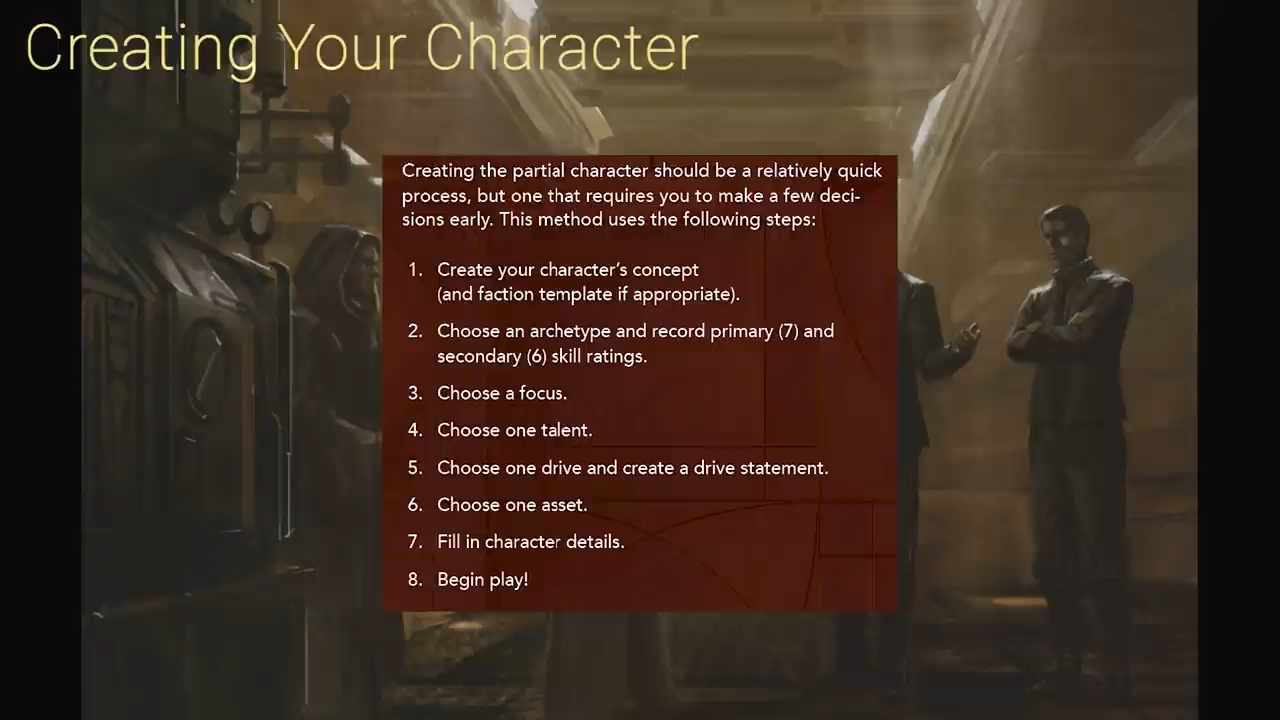 Creating Your Character
Creating the partial character should be a relatively quick
process, but one that requires you to make a few deci-
sions early. This method uses the following steps:
1. Create your character’s concept
(and faction template if appropriate).
2. Choose an archetype and record primary (7) and
secondary (6) skill ratings.
3. Choose a focus.
4. Choose one talent.
5. Choose one drive and create a drive statement.
6. Choose one asset.
7. Fill in character details.
8. Begin play!